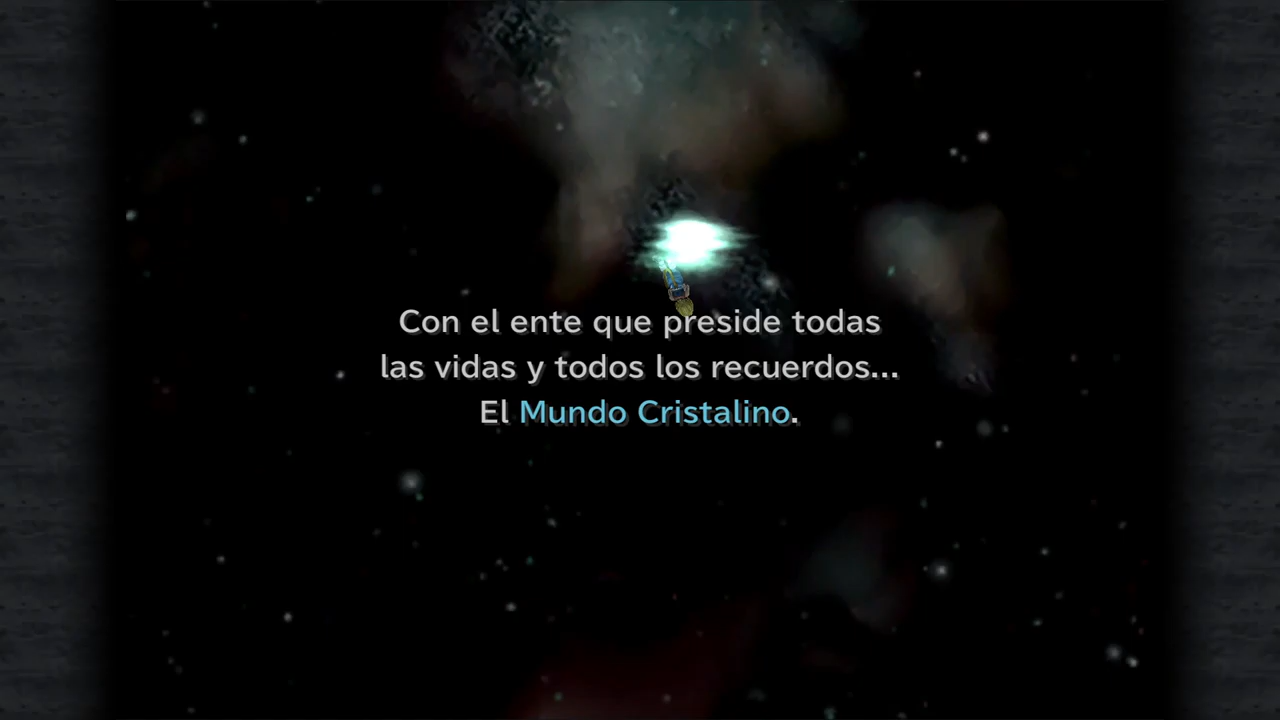 Con el ente que preside todas
las vidas y todos los recuerdos...
El Mundo Cristalino.